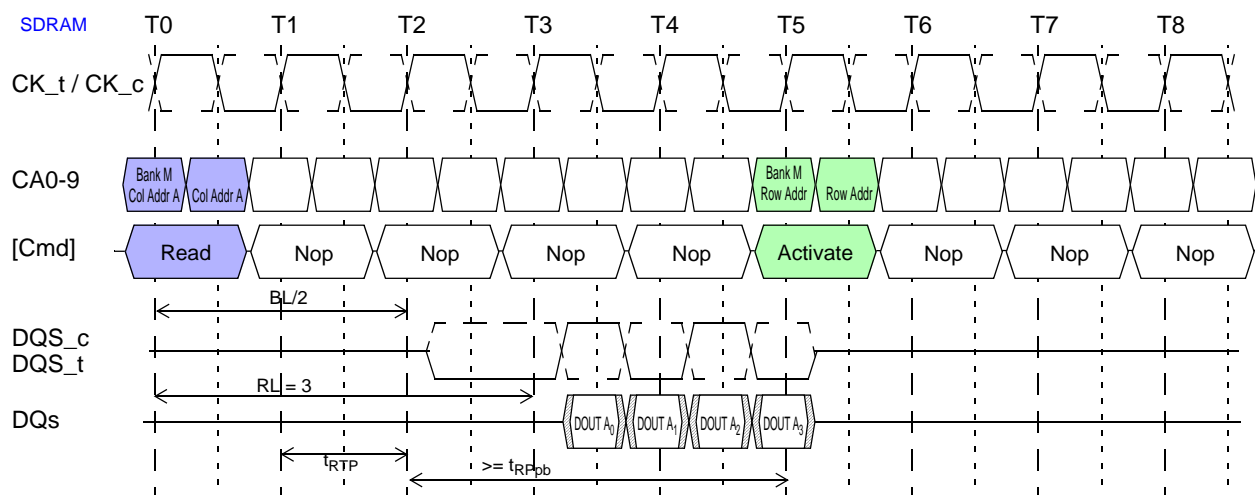 SDRAM T0 T1 T2 T3 T4 T5 T6 T7 T8
CK_t / CK_c
CA0-9
Bank M
Col Addr A
Col Addr A
Bank M
Row Addr
Row Addr
[Cmd] Read Nop Nop Nop Nop Activate Nop Nop Nop
BL/2
DQS_c
DQS_t
RL = 3
DQs DOUT A0 DOUT A1 DOUT A2 DOUT A3
tRTP >= tRPpb